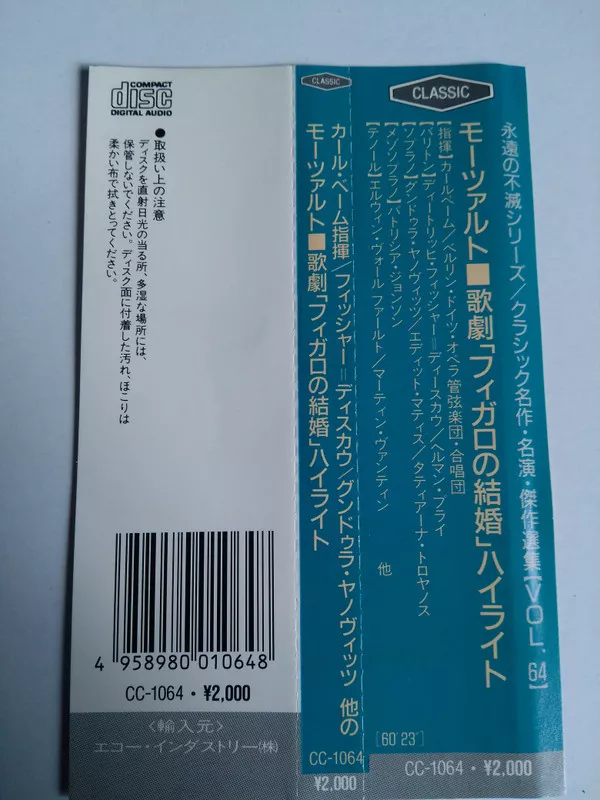 CLASSIC
永遠の不滅シリーズ/クラシック名作・名演・傑作選集【VOL.64】
モーツァルト■歌劇「フィガロの結婚」ハイライト
【指揮】カールベーム/ベルリン・ドイツ・オペラ管弦楽団・合唱団
【バリトン】ディートリッヒ・フィッシャー=ディースカウ/ヘルマン・プライ
【ソプラノ】グンドゥラ・ヤノヴィッツ/エディット・マティス/タティアーナ・トロヤノス
【メゾソプラノ】パトリシア・ジョンソン
【テノール】エルヴィン・ヴォールファールト/マーティン・ヴァンティン 他
[60'23"]
CC-1064・¥2,000
CLASSIC
カール・ベーム指揮/フィッシャー=ディスカウ/グンドゥラ・ヤノヴィッツ 他の
モーツァルト■歌劇「フィガロの結婚」ハイライト
CC-1064
¥2,000
COMPACT
disc
DIGITAL AUDIO
●取扱い上の注意
ディスクを直射日光の当る所、多湿な場所には、
保管しないでください。ディスク面に付着した汚れ、ほこりは
柔かい布で拭きとってください。
4 958980 010648
CC-1064・¥2,000
〈輸入元〉
エコー・インダストリー(株)